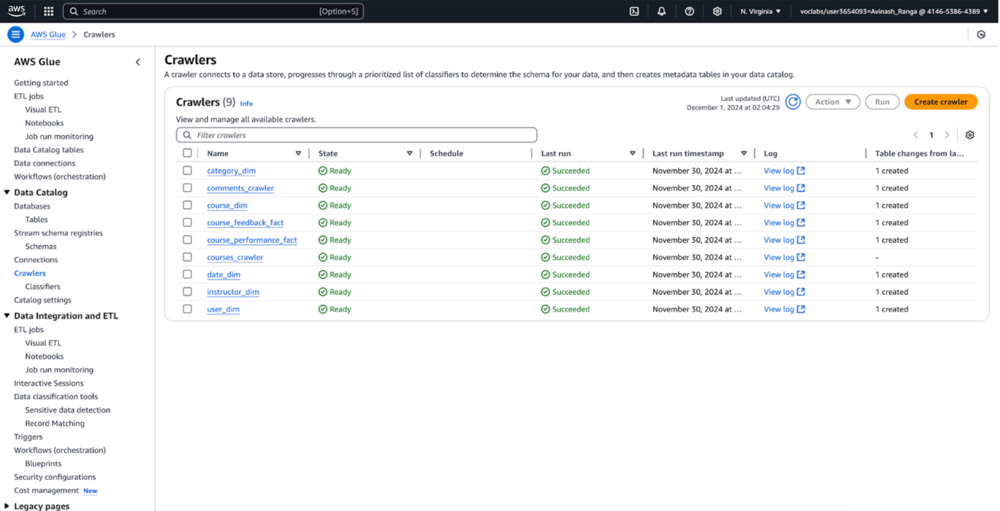 aws
Search [Option+S]
N. Virginia ▼
voclabs/user3654093=Avinash_Ranga @ 4146-5386-4389 ▼
AWS Glue > Crawlers
AWS Glue
Getting started
ETL jobs
Visual ETL
Notebooks
Job run monitoring
Data Catalog tables
Data connections
Workflows (orchestration)
Data Catalog
Databases
Tables
Stream schema registries
Schemas
Connections
Crawlers
Classifiers
Catalog settings
Data Integration and ETL
ETL jobs
Visual ETL
Notebooks
Job run monitoring
Interactive Sessions
Data classification tools
Sensitive data detection
Record Matching
Triggers
Workflows (orchestration)
Blueprints
Security configurations
Cost management New
Legacy pages
Crawlers
A crawler connects to a data store, progresses through a prioritized list of classifiers to determine the schema for your data, and then creates metadata tables in your data catalog.
Crawlers (9) Info
View and manage all available crawlers.
Last updated (UTC)
December 1, 2024 at 02:04:29
Action ▼
Run
Create crawler
Filter crawlers
< 1 >
Name State Schedule Last run Last run timestamp Log Table changes from la...
category_dim Ready Succeeded November 30, 2024 at ... View log 1 created
comments_crawler Ready Succeeded November 30, 2024 at ... View log 1 created
course_dim Ready Succeeded November 30, 2024 at ... View log 1 created
course_feedback_fact Ready Succeeded November 30, 2024 at ... View log 1 created
course_performance_fact Ready Succeeded November 30, 2024 at ... View log 1 created
courses_crawler Ready Succeeded November 30, 2024 at ... View log -
date_dim Ready Succeeded November 30, 2024 at ... View log 1 created
instructor_dim Ready Succeeded November 30, 2024 at ... View log 1 created
user_dim Ready Succeeded November 30, 2024 at ... View log 1 created